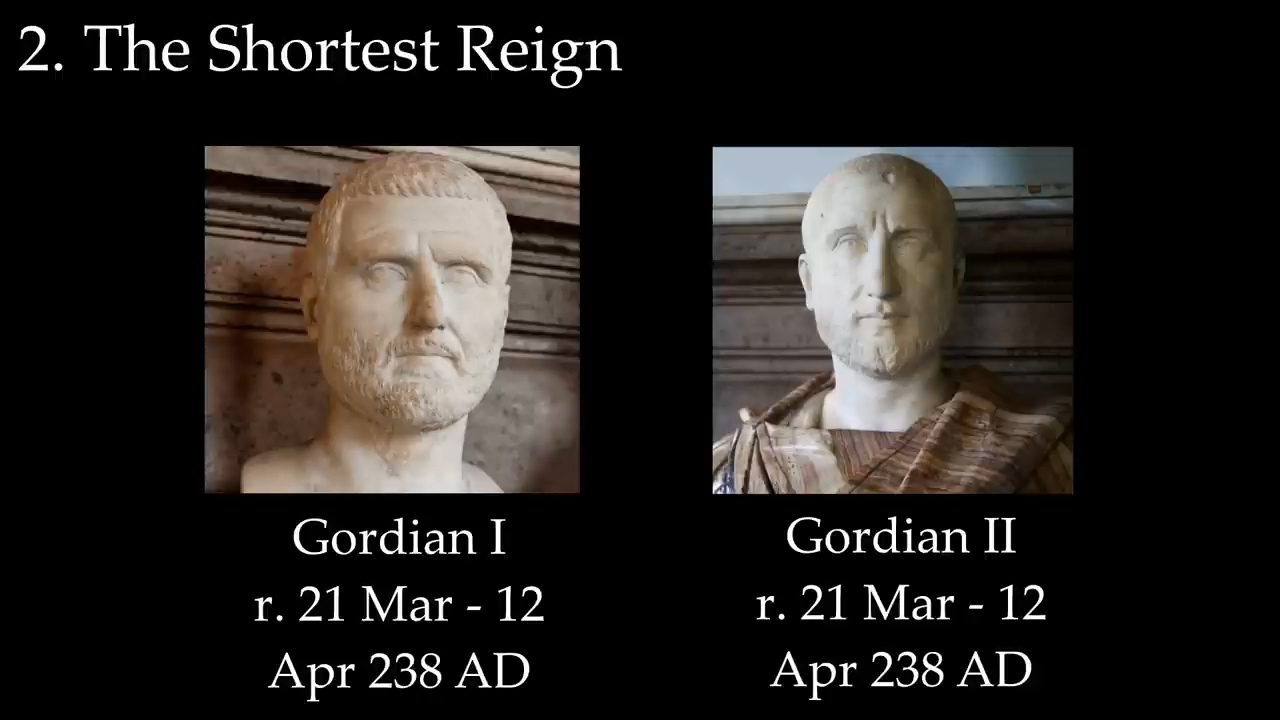 2. The Shortest Reign
Gordian I
r. 21 Mar - 12
Apr 238 AD
Gordian II
r. 21 Mar - 12
Apr 238 AD